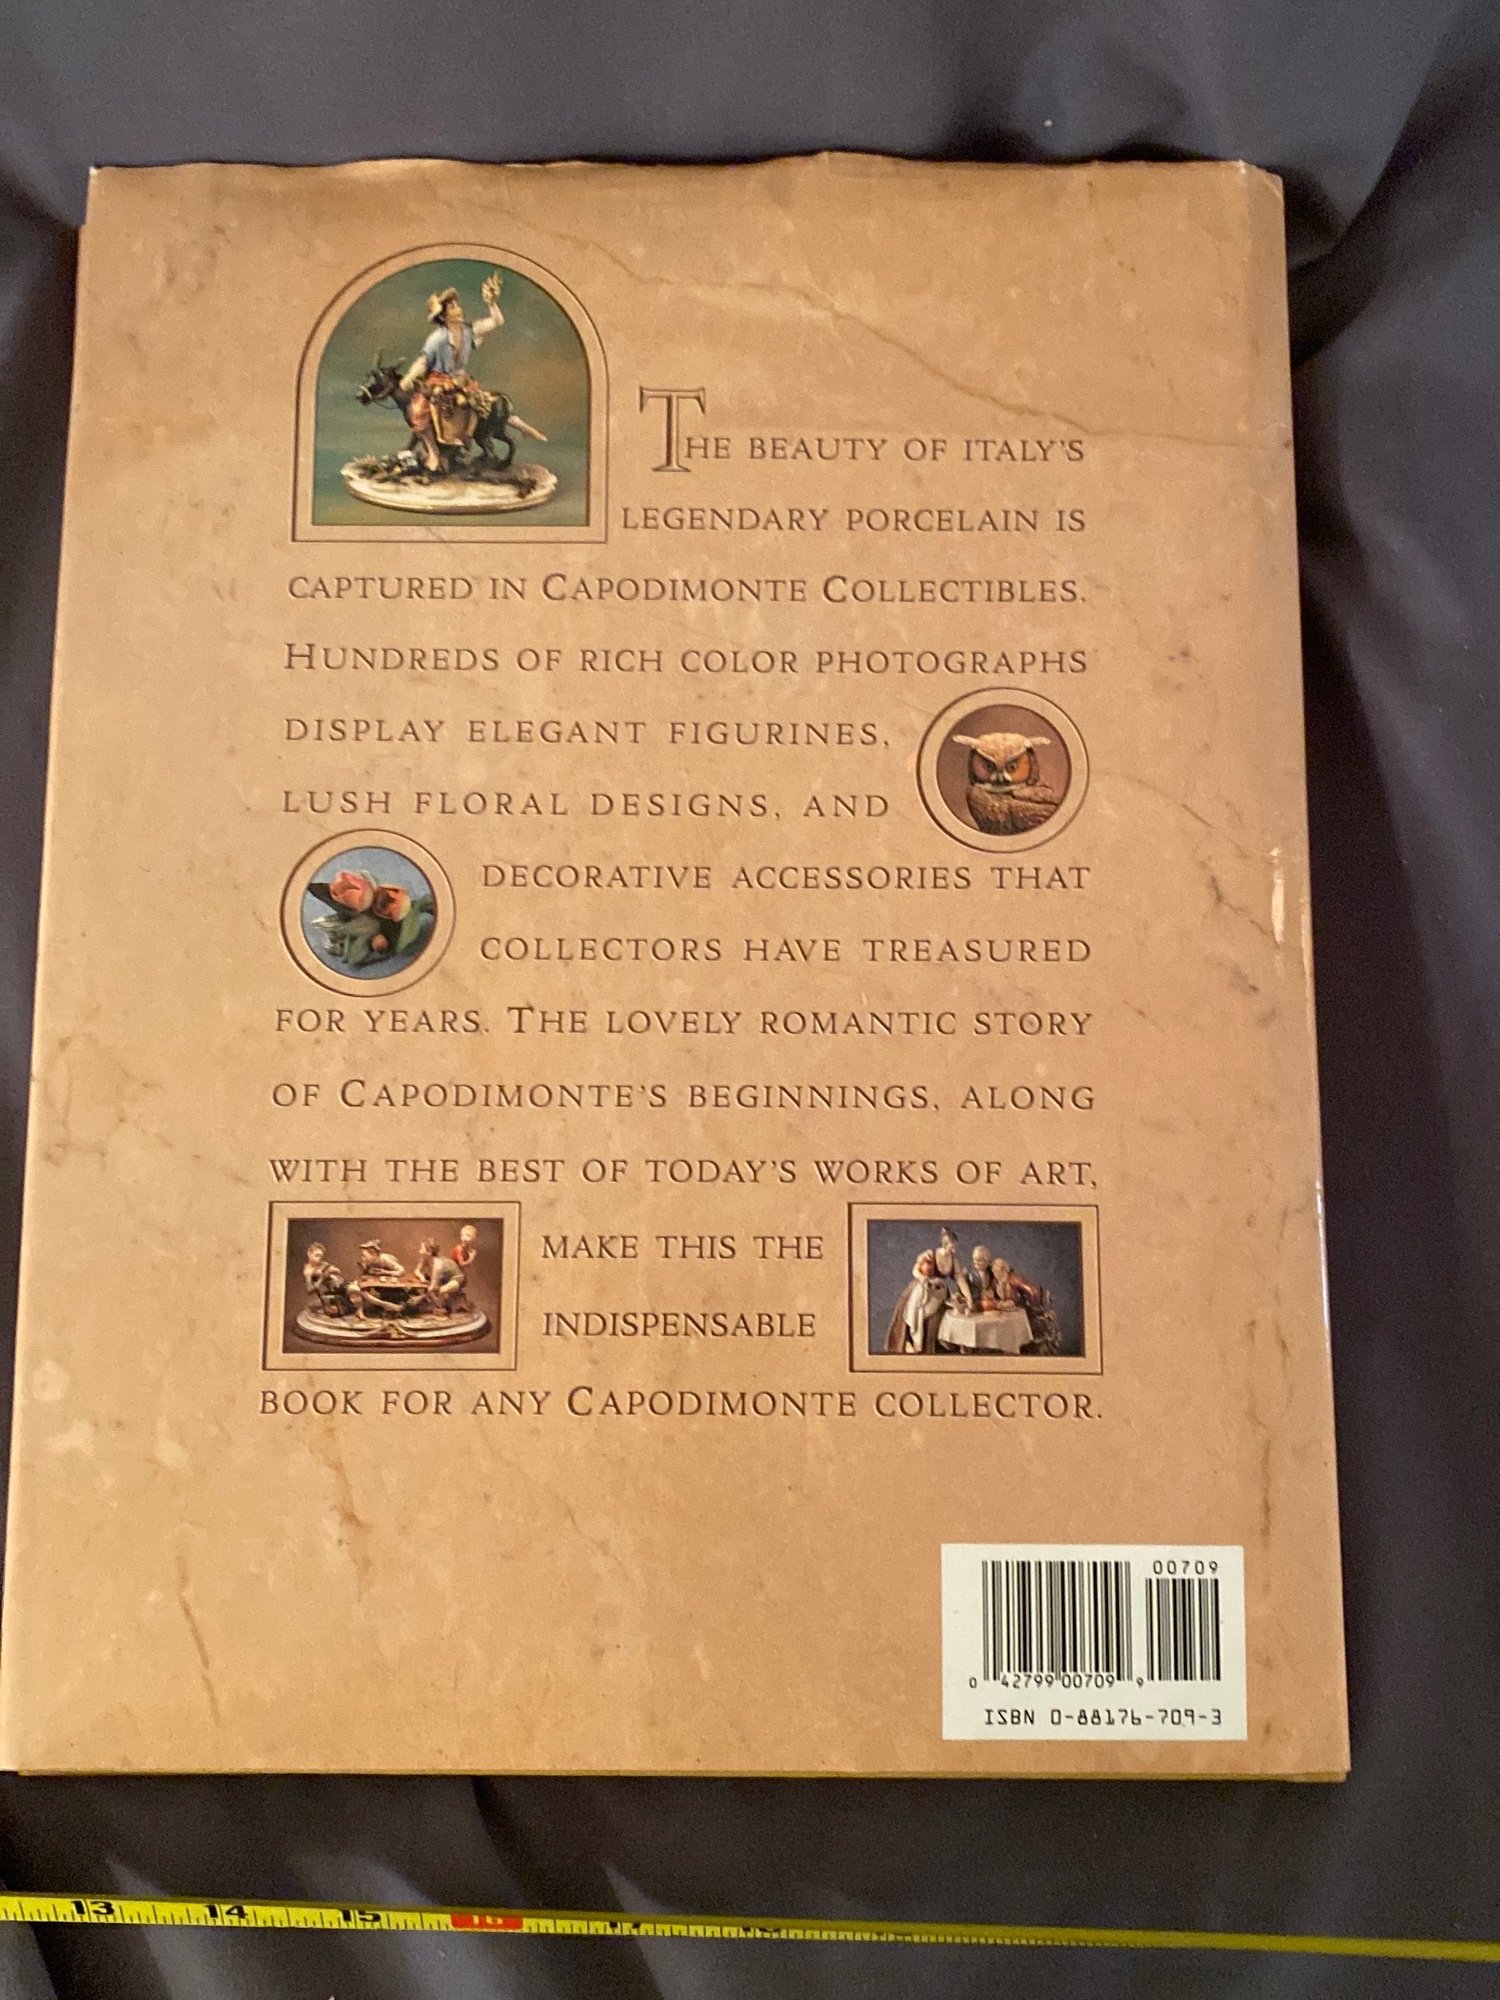 THE BEAUTY OF ITALY'S
LEGENDARY PORCELAIN IS
CAPTURED IN CAPODIMONTE COLLECTIBLES.
HUNDREDS OF RICH COLOR PHOTOGRAPHS
DISPLAY ELEGANT FIGURINES,
LUSH FLORAL DESIGNS, AND
DECORATIVE ACCESSORIES THAT
COLLECTORS HAVE TREASURED
FOR YEARS. THE LOVELY ROMANTIC STORY
OF CAPODIMONTE'S BEGINNINGS, ALONG
WITH THE BEST OF TODAY'S WORKS OF ART,
MAKE THIS THE
INDISPENSABLE
BOOK FOR ANY CAPODIMONTE COLLECTOR.
00709
0 42799 00709 9
ISBN 0-88176-709-3
13 14 15 16 17 18